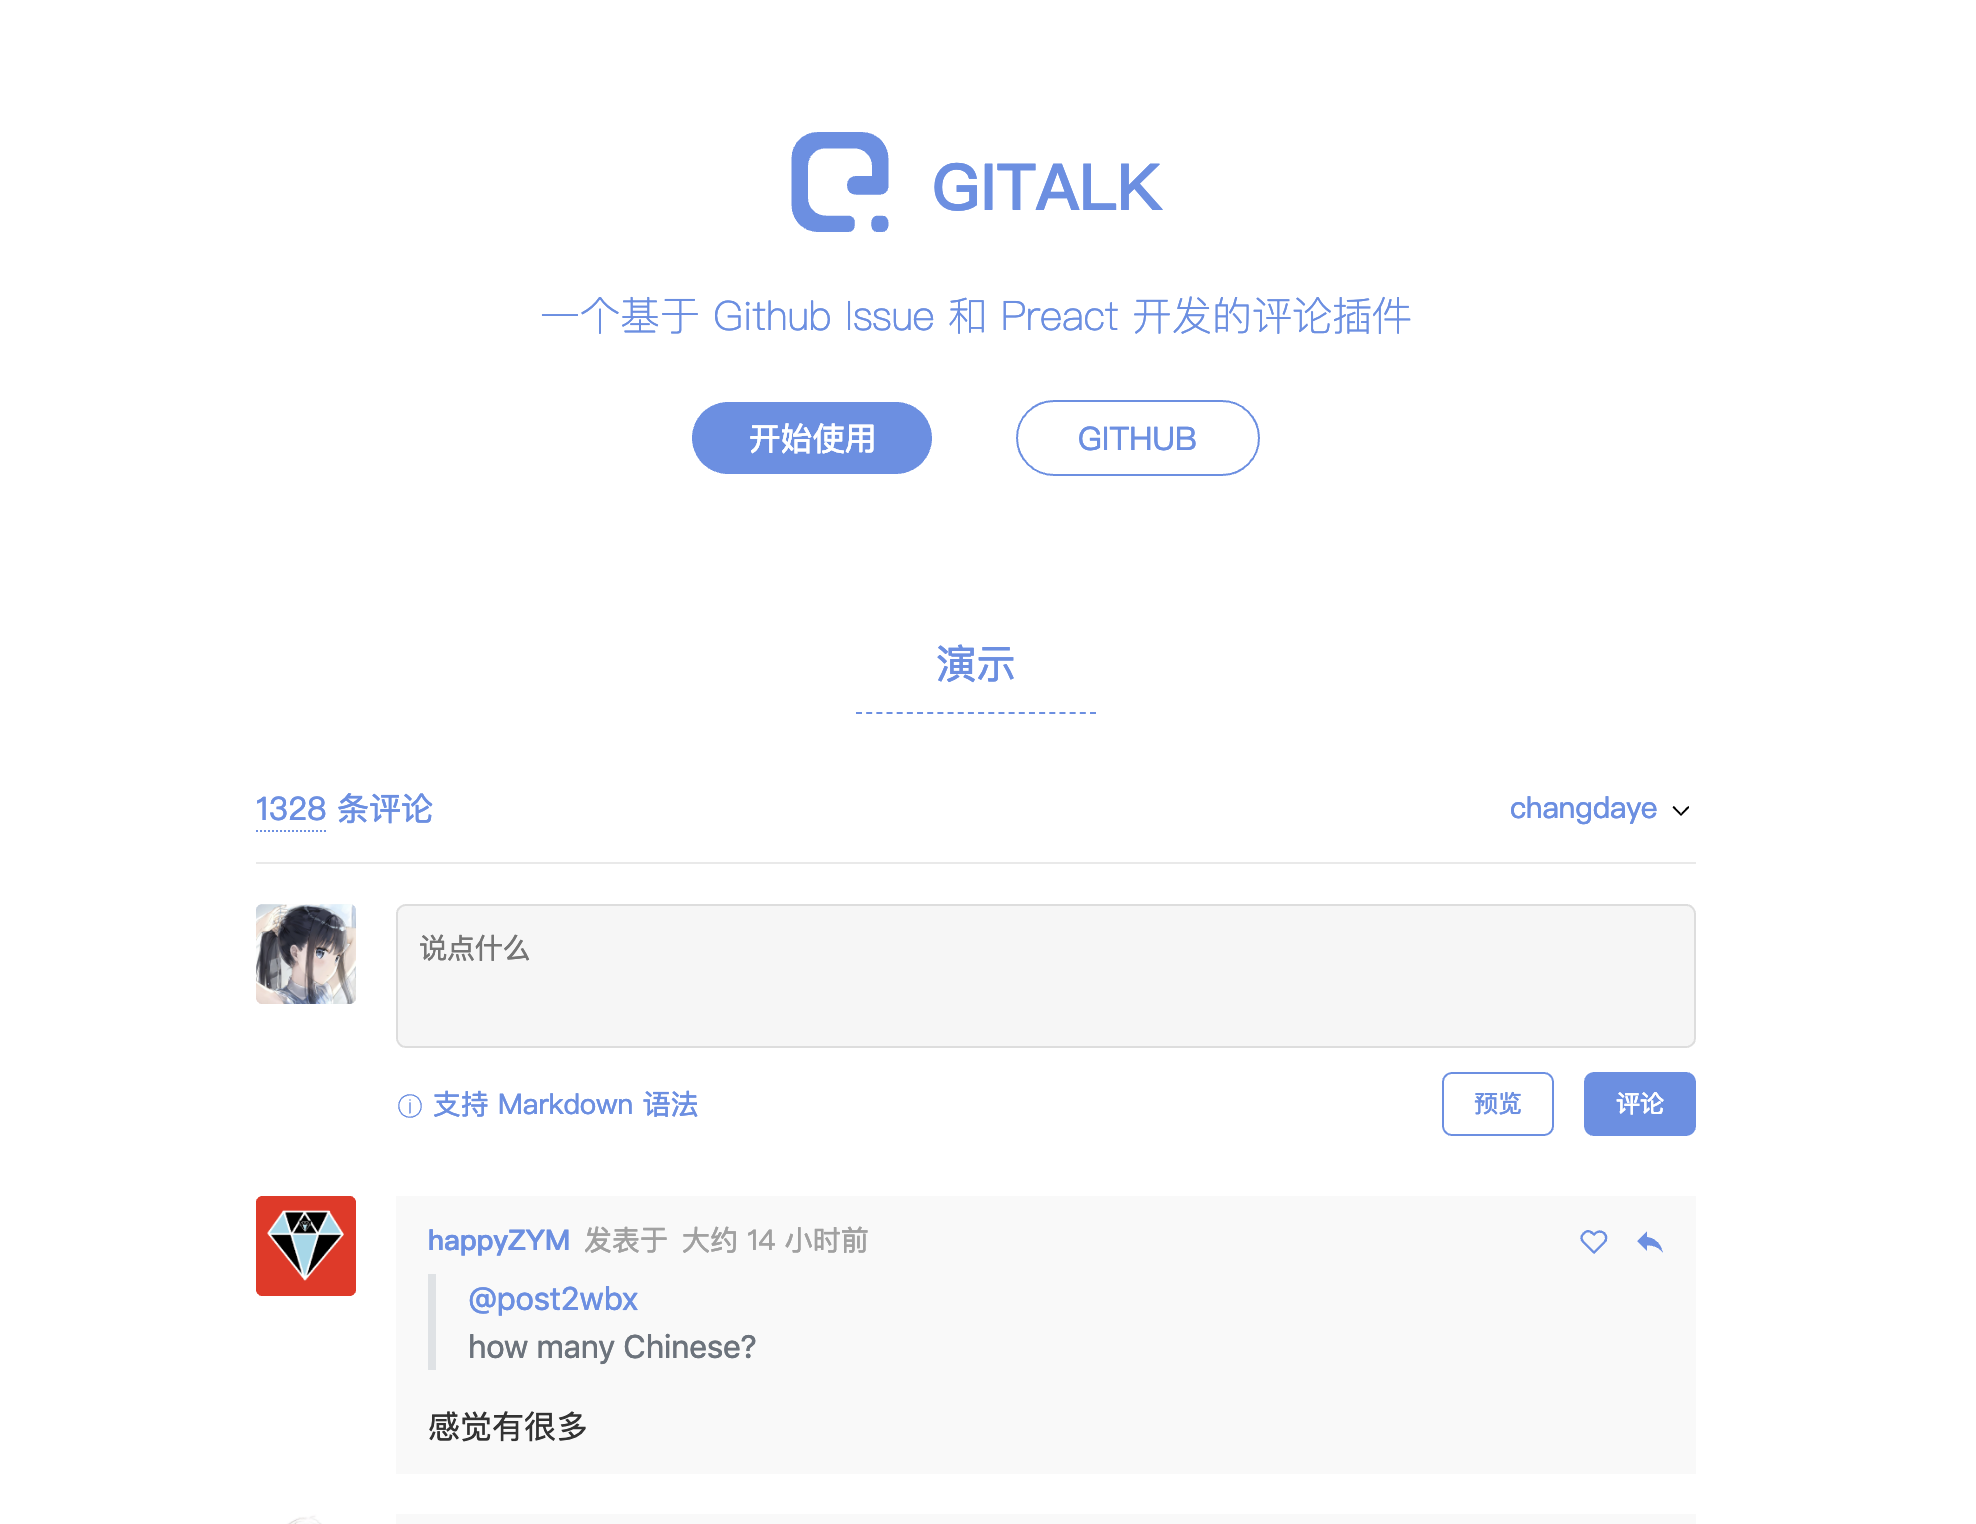 GITALK
一个基于 Github Issue 和 Preact 开发的评论插件
开始使用
GITHUB
演示
1328 条评论
changdaye
说点什么
支持 Markdown 语法
预览
评论
happyZYM 发表于 大约 14 小时前
@post2wbx
how many Chinese?
感觉有很多